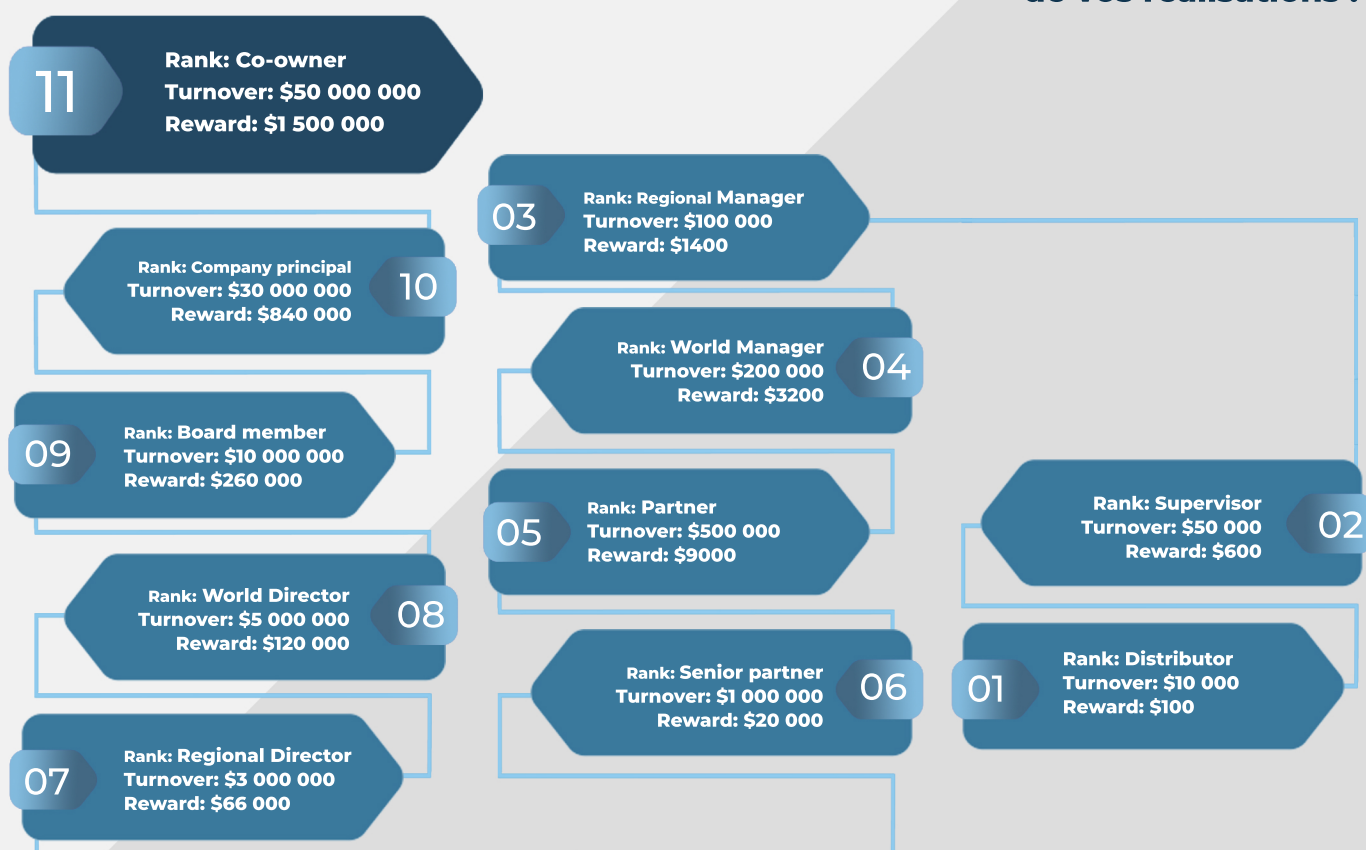 de vos réalisations !
11
Rank: Co-owner
Turnover: $50 000 000
Reward: $1 500 000
Rank: Company principal
Turnover: $30 000 000
Reward: $840 000
10
09
Rank: Board member
Turnover: $10 000 000
Reward: $260 000
Rank: World Director
Turnover: $5 000 000
Reward: $120 000
08
07
Rank: Regional Director
Turnover: $3 000 000
Reward: $66 000
03
Rank: Regional Manager
Turnover: $100 000
Reward: $1400
Rank: World Manager
Turnover: $200 000
Reward: $3200
04
05
Rank: Partner
Turnover: $500 000
Reward: $9000
Rank: Senior partner
Turnover: $1 000 000
Reward: $20 000
06
Rank: Supervisor
Turnover: $50 000
Reward: $600
02
01
Rank: Distributor
Turnover: $10 000
Reward: $100